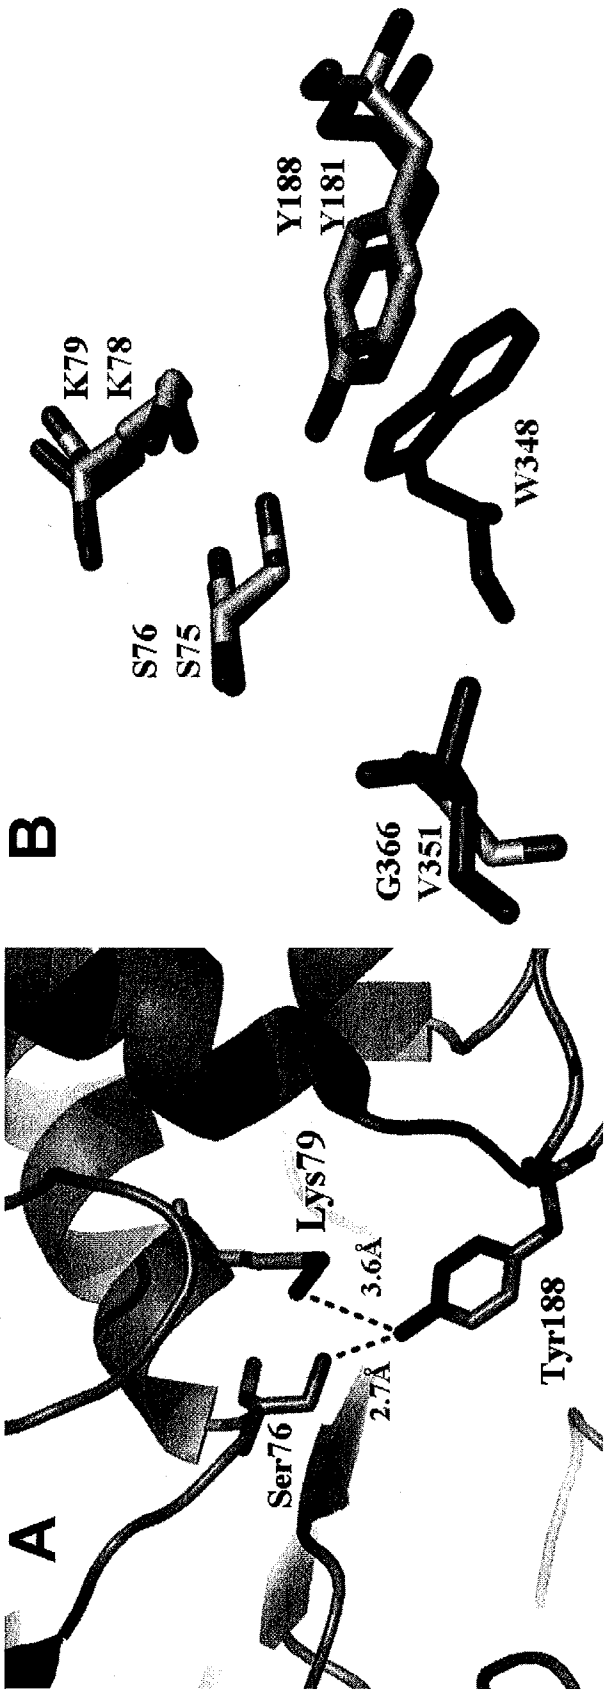 A
Ser76
Lys79
2.7Å
3.6Å
Tyr188
B
S76
S75
K79
K78
Y188
Y181
G366
V351
W348